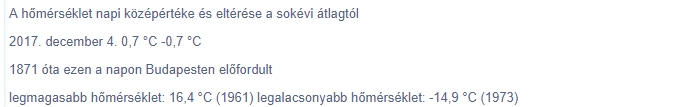 A hőmérséklet napi középértéke és eltérése a sokévi átlagtól
2017. december 4. 0,7 °C -0,7 °C
1871 óta ezen a napon Budapesten előfordult
legmagasabb hőmérséklet: 16,4 °C (1961) legalacsonyabb hőmérséklet: -14,9 °C (1973)